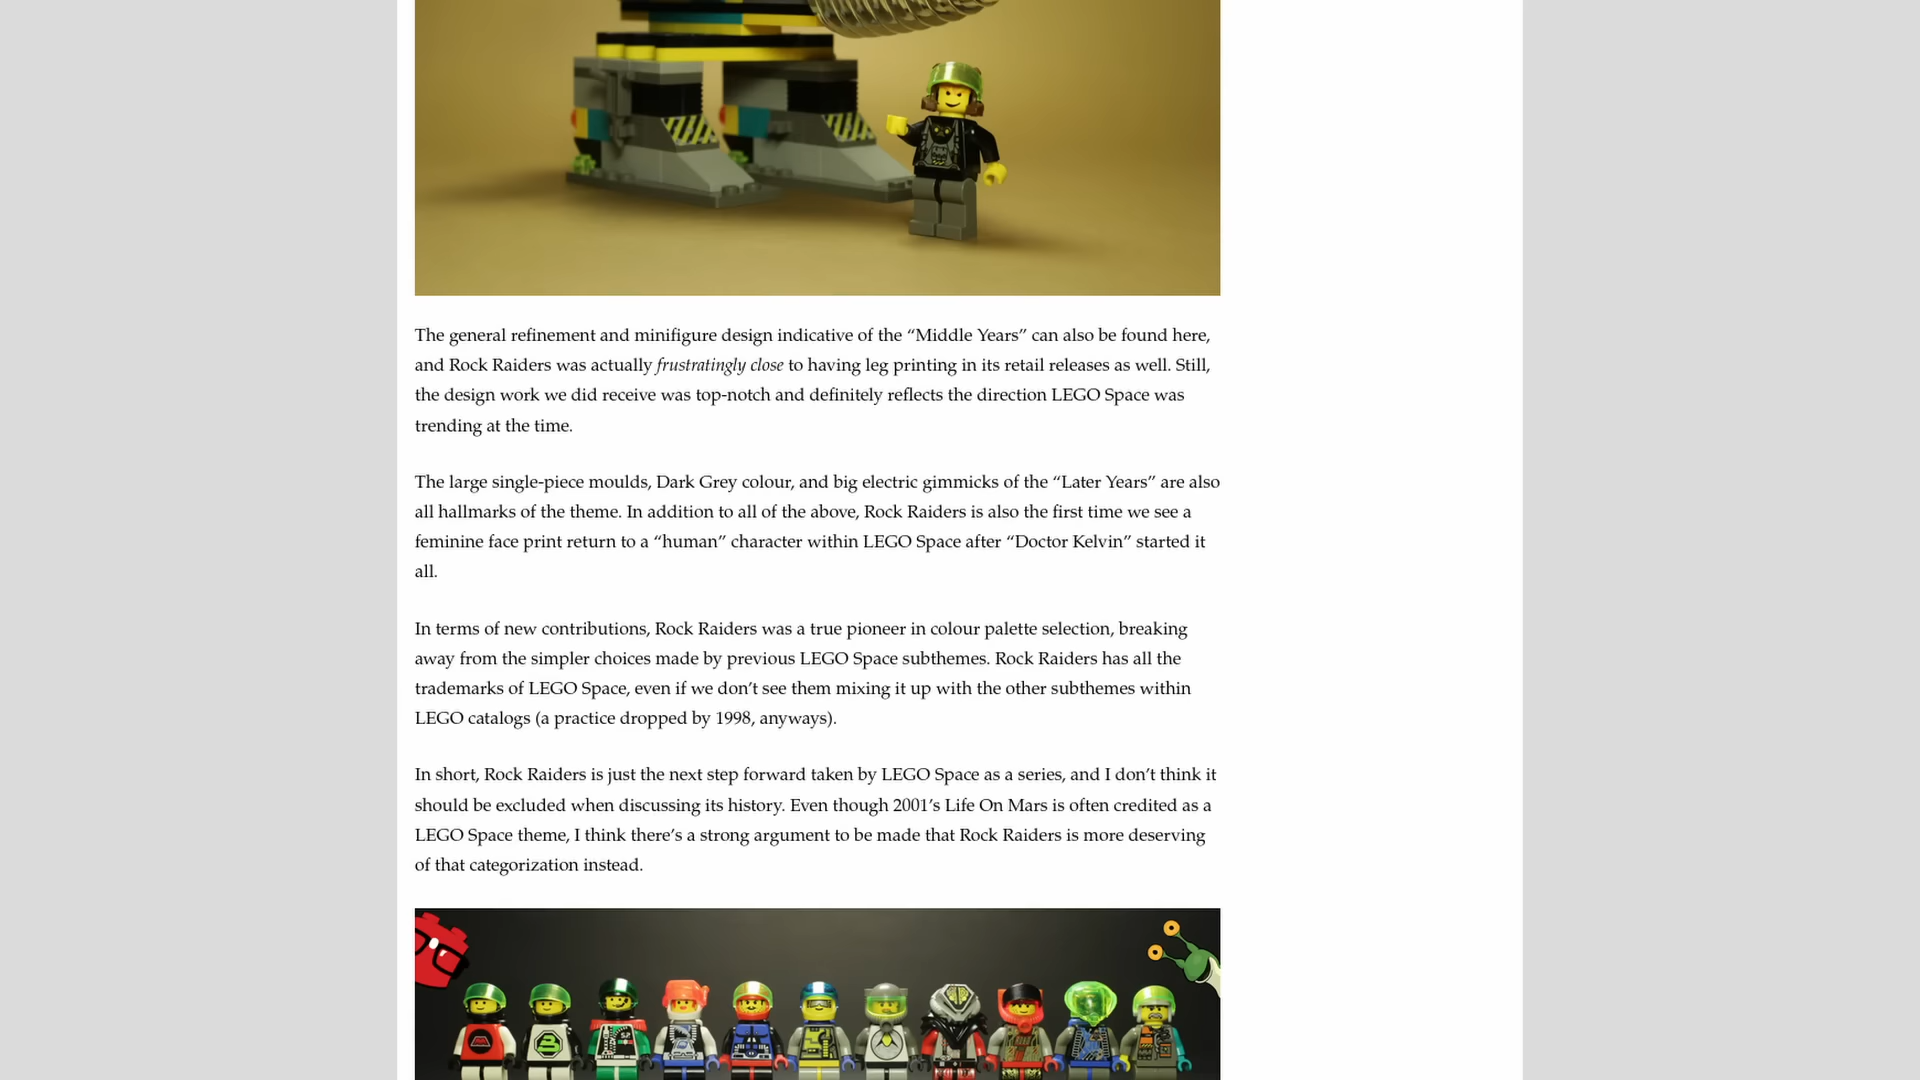 The general refinement and minifigure design indicative of the “Middle Years” can also be found here,
and Rock Raiders was actually frustratingly close to having leg printing in its retail releases as well. Still,
the design work we did receive was top-notch and definitely reflects the direction LEGO Space was
trending at the time.
The large single-piece moulds, Dark Grey colour, and big electric gimmicks of the “Later Years” are also
all hallmarks of the theme. In addition to all of the above, Rock Raiders is also the first time we see a
feminine face print return to a “human” character within LEGO Space after “Doctor Kelvin” started it
all.
In terms of new contributions, Rock Raiders was a true pioneer in colour palette selection, breaking
away from the simpler choices made by previous LEGO Space subthemes. Rock Raiders has all the
trademarks of LEGO Space, even if we don’t see them mixing it up with the other subthemes within
LEGO catalogs (a practice dropped by 1998, anyways).
In short, Rock Raiders is just the next step forward taken by LEGO Space as a series, and I don’t think it
should be excluded when discussing its history. Even though 2001’s Life On Mars is often credited as a
LEGO Space theme, I think there’s a strong argument to be made that Rock Raiders is more deserving
of that categorization instead.